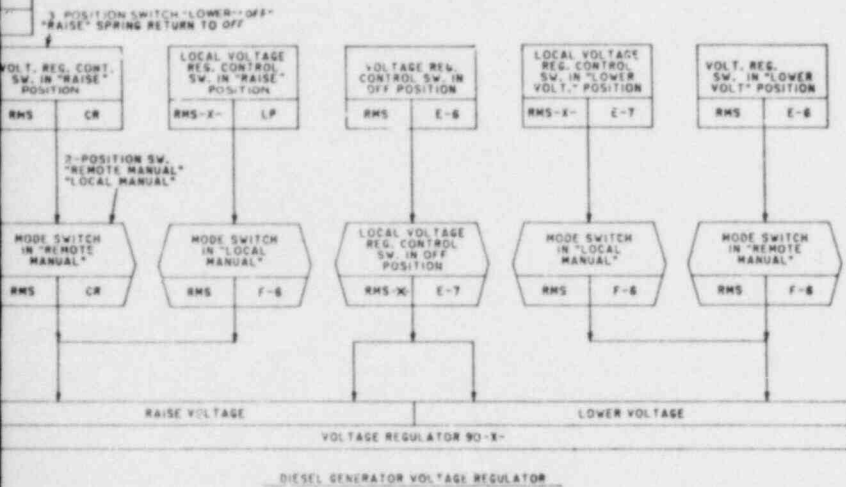 3 POSITION SWITCH "LOWER" "OFF"
"RAISE" SPRING RETURN TO OFF
VOLT. REG. CONT.
SW. IN "RAISE"
POSITION
RMS CR
LOCAL VOLTAGE
REG. CONTROL
SW. IN "RAISE"
POSITION
RMS-X- LP
VOLTAGE REG.
CONTROL SW. IN
OFF POSITION
RMS E-6
LOCAL VOLTAGE
REG. CONTROL
SW. IN "LOWER
VOLT." POSITION
RMS-X- E-7
VOLT. REG.
SW. IN "LOWER
VOLT" POSITION
RMS E-6
2-POSITION SW.
"REMOTE MANUAL"
"LOCAL MANUAL"
MODE SWITCH
IN "REMOTE
MANUAL"
RMS CR
MODE SWITCH
IN "LOCAL
MANUAL"
RMS F-6
LOCAL VOLTAGE
REG. CONTROL
SW. IN OFF
POSITION
RMS-X- E-7
MODE SWITCH
IN "LOCAL
MANUAL"
RMS F-6
MODE SWITCH
IN "REMOTE
MANUAL"
RMS F-6
RAISE VOLTAGE
LOWER VOLTAGE
VOLTAGE REGULATOR 90-X-
DIESEL GENERATOR VOLTAGE REGULATOR